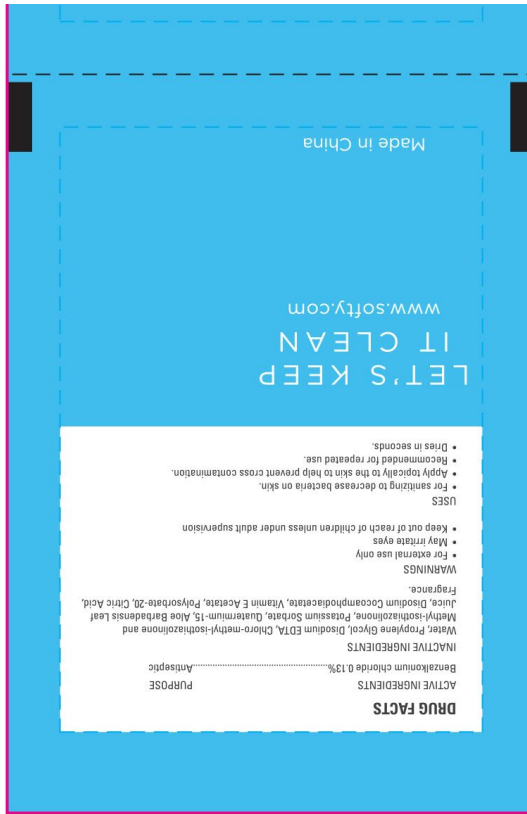 DRUG FACTS
ACTIVE INGREDIENTS PURPOSE
Benzalkonium chloride 0.13%......................................................Antiseptic
INACTIVE INGREDIENTS
Water, Propylene Glycol, Disodium EDTA, Chloro-methyl-isothiazolinone and
Methyl-isothiazolinone, Potassium Sorbate, Quaternium-15, Aloe Barbadensis Leaf
Juice, Disodium Cocoamphodiacetate, Vitamin E Acetate, Polysorbate-20, Citric Acid,
Fragrance.
WARNINGS
• For external use only
• May irritate eyes
• Keep out of reach of children unless under adult supervision
USES
• For sanitizing to decrease bacteria on skin.
• Apply topically to the skin to help prevent cross contamination.
• Recommended for repeated use.
• Dries in seconds.
LET'S KEEP
IT CLEAN
www.softy.com
Made in China